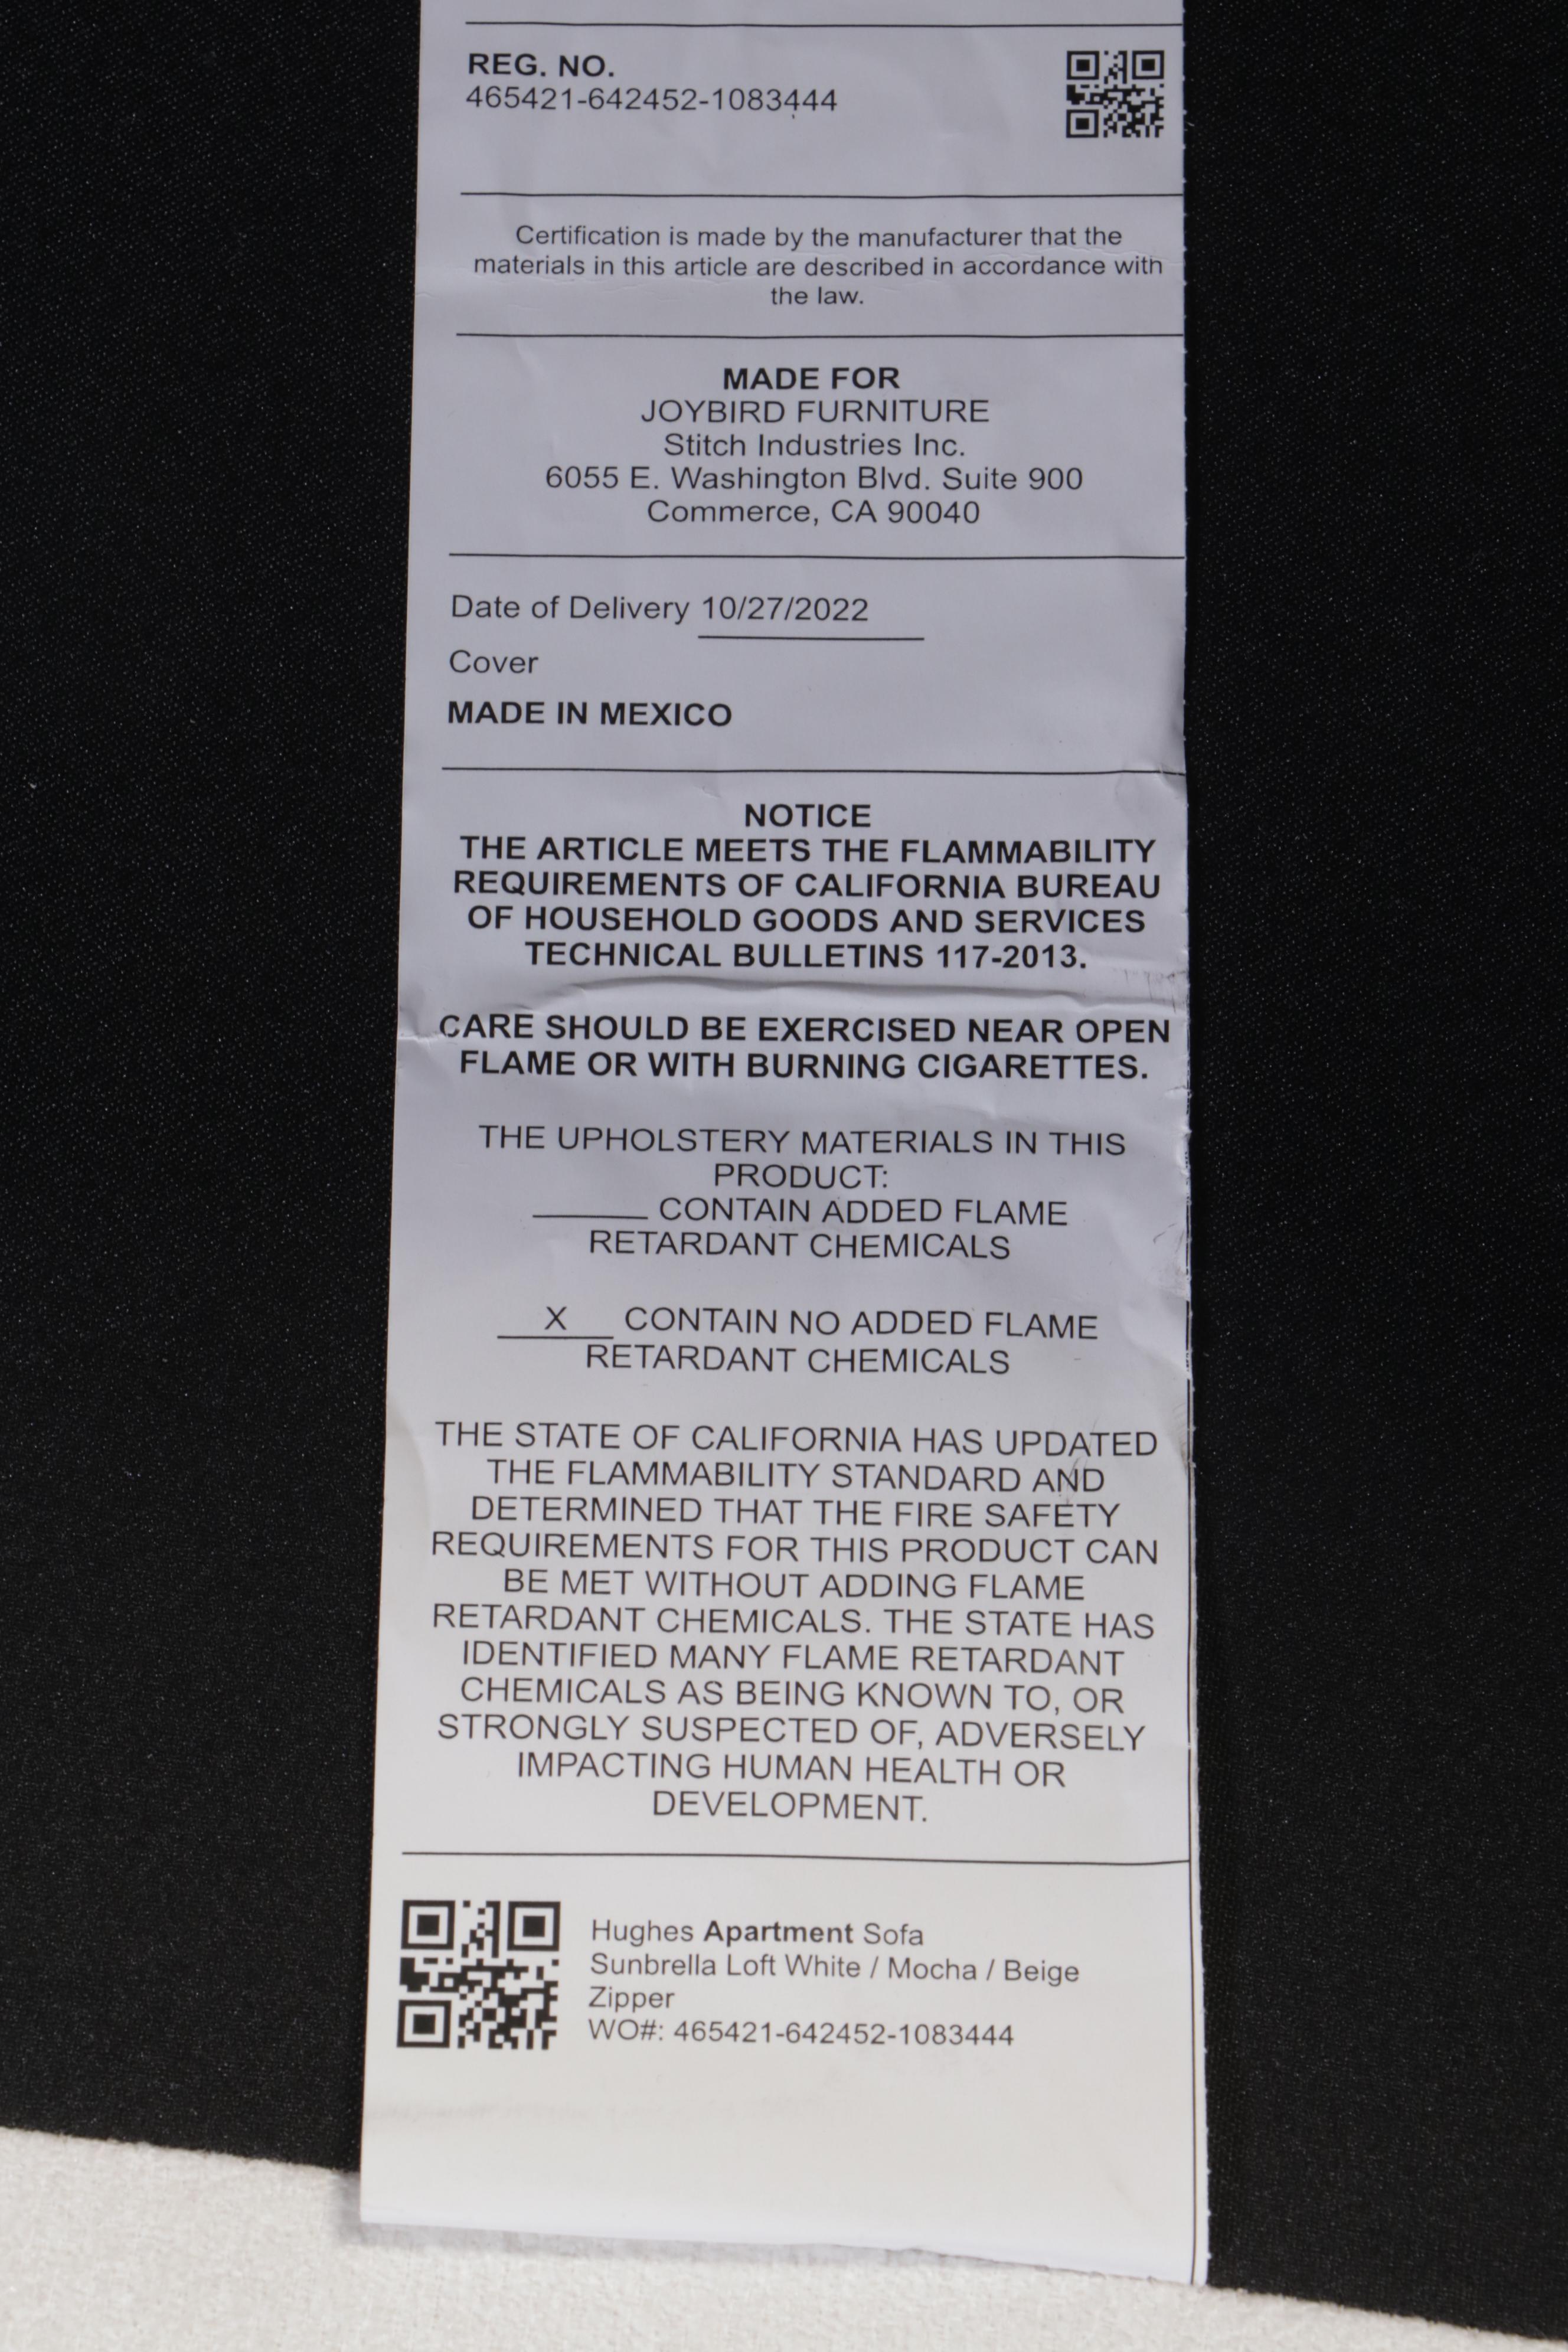 REG. NO.
465421-642452-1083444
Certification is made by the manufacturer that the
materials in this article are described in accordance with
the law.
MADE FOR
JOYBIRD FURNITURE
Stitch Industries Inc.
6055 E. Washington Blvd. Suite 900
Commerce, CA 90040
Date of Delivery 10/27/2022
Cover
MADE IN MEXICO
NOTICE
THE ARTICLE MEETS THE FLAMMABILITY
REQUIREMENTS OF CALIFORNIA BUREAU
OF HOUSEHOLD GOODS AND SERVICES
TECHNICAL BULLETINS 117-2013.
CARE SHOULD BE EXERCISED NEAR OPEN
FLAME OR WITH BURNING CIGARETTES.
THE UPHOLSTERY MATERIALS IN THIS
PRODUCT:
______ CONTAIN ADDED FLAME
RETARDANT CHEMICALS
__X__ CONTAIN NO ADDED FLAME
RETARDANT CHEMICALS
THE STATE OF CALIFORNIA HAS UPDATED
THE FLAMMABILITY STANDARD AND
DETERMINED THAT THE FIRE SAFETY
REQUIREMENTS FOR THIS PRODUCT CAN
BE MET WITHOUT ADDING FLAME
RETARDANT CHEMICALS. THE STATE HAS
IDENTIFIED MANY FLAME RETARDANT
CHEMICALS AS BEING KNOWN TO, OR
STRONGLY SUSPECTED OF, ADVERSELY
IMPACTING HUMAN HEALTH OR
DEVELOPMENT.
Hughes Apartment Sofa
Sunbrella Loft White / Mocha / Beige
Zipper
WO#: 465421-642452-1083444